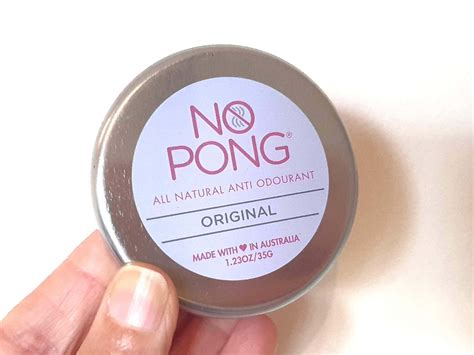 NO
PONG®
ALL NATURAL ANTI ODOURANT
ORIGINAL
MADE WITH ♥ IN AUSTRALIA
1.23OZ/35G